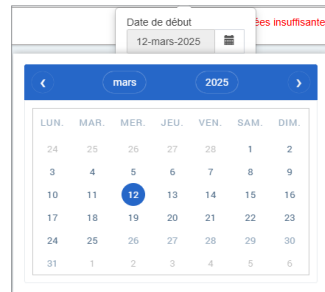 Date de début
ées insuffisante
12-mars-2025
mars 2025
LUN. MAR. MER. JEU. VEN. SAM. DIM.
24 25 26 27 28 1 2
3 4 5 6 7 8 9
10 11 12 13 14 15 16
17 18 19 20 21 22 23
24 25 26 27 28 29 30
31 1 2 3 4 5 6